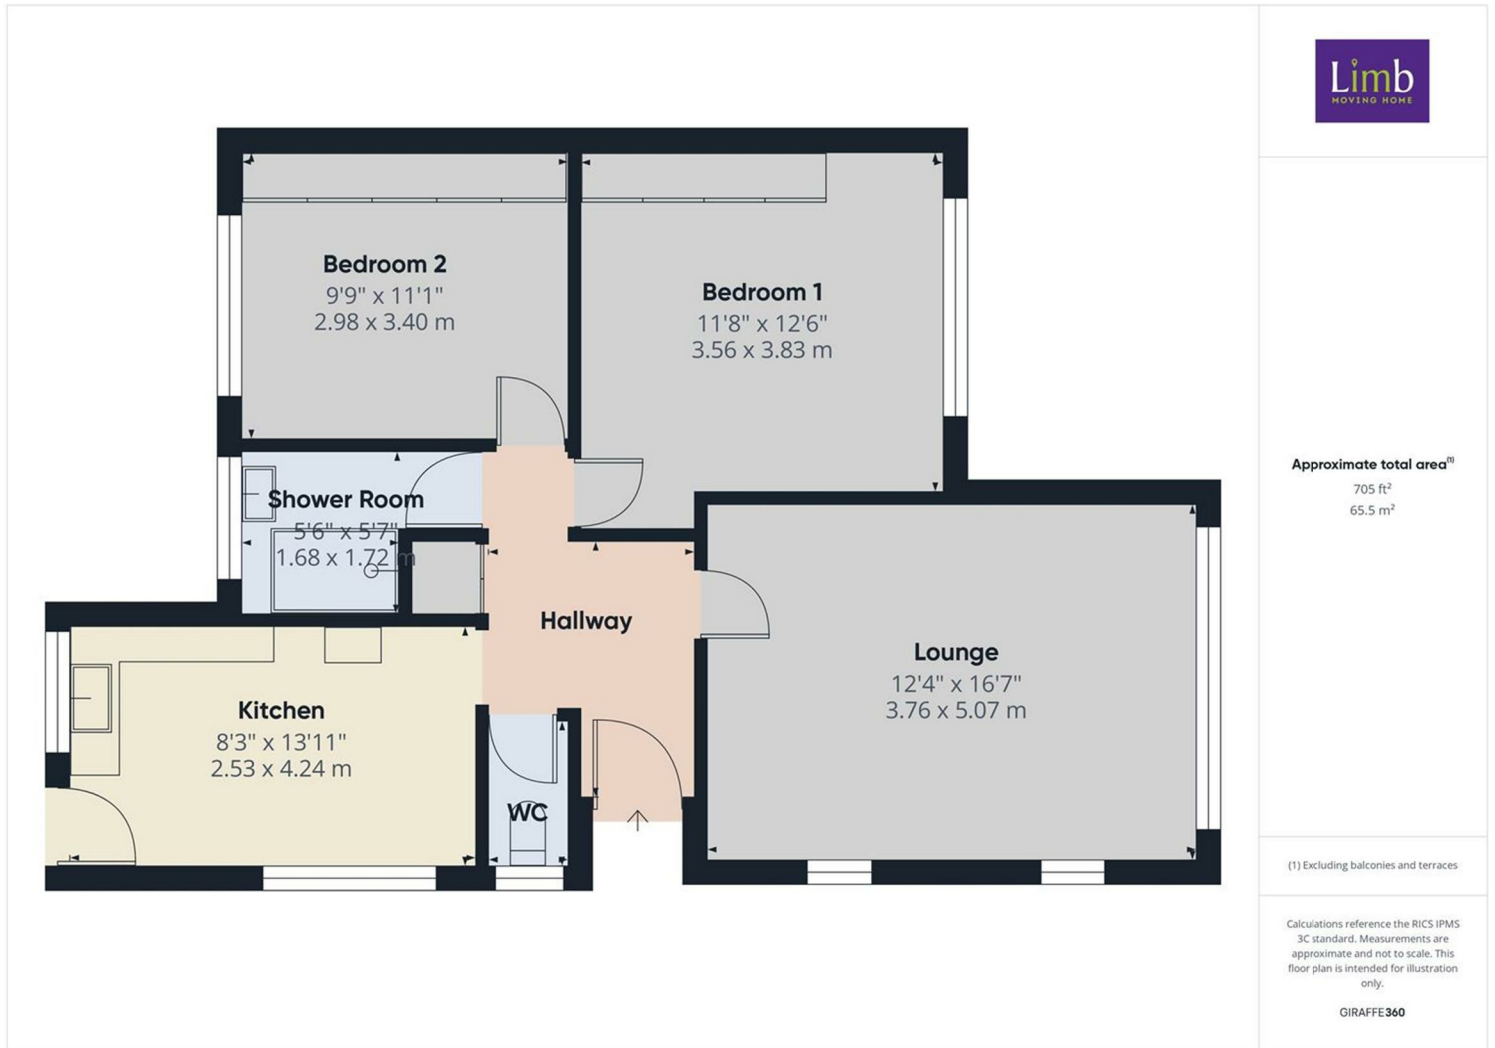 Limb
MOVING HOME
Bedroom 2
9'9" x 11'1"
2.98 x 3.40 m
Bedroom 1
11'8" x 12'6"
3.56 x 3.83 m
Shower Room
5'6" x 5'7"
1.68 x 1.72 m
Hallway
Lounge
12'4" x 16'7"
3.76 x 5.07 m
Kitchen
8'3" x 13'11"
2.53 x 4.24 m
WC
Approximate total area(1)
705 ft²
65.5 m²
(1) Excluding balconies and terraces
Calculations reference the RICS IPMS
3C standard. Measurements are
approximate and not to scale. This
floor plan is intended for illustration
only.
GIRAFFE360